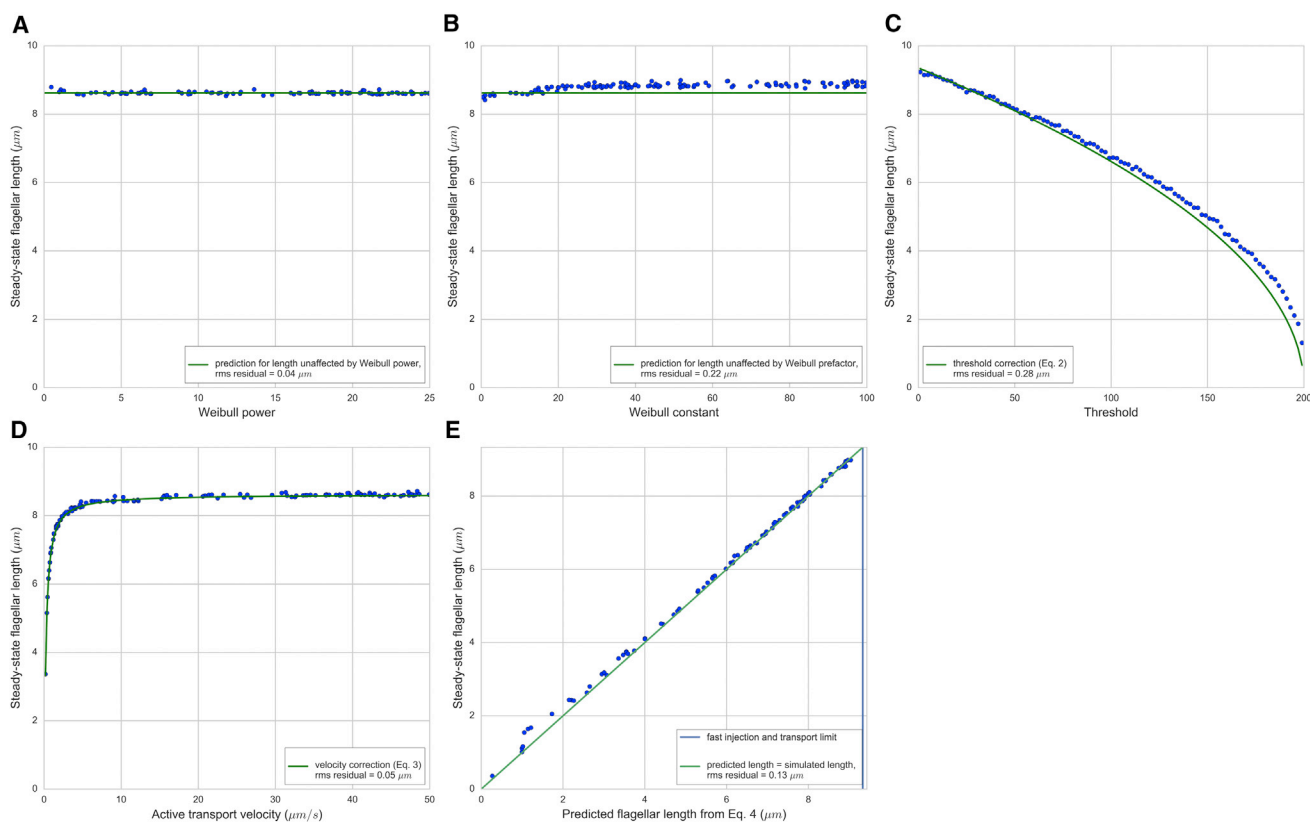 A
10
8
6
4
2
0
Steady-state flagellar length (μm)
prediction for length unaffected by Weibull power,
rms residual = 0.04 μm
0 5 10 15 20 25
Weibull power
B
10
8
6
4
2
0
Steady-state flagellar length (μm)
prediction for length unaffected by Weibull prefactor,
rms residual = 0.22 μm
0 20 40 60 80 100
Weibull constant
C
10
8
6
4
2
0
Steady-state flagellar length (μm)
threshold correction (Eq. 2)
rms residual = 0.28 μm
0 50 100 150 200
Threshold
D
10
8
6
4
2
0
Steady-state flagellar length (μm)
velocity correction (Eq. 3)
rms residual = 0.05 μm
0 10 20 30 40 50
Active transport velocity (μm/s)
E
8
6
4
2
0
Steady-state flagellar length (μm)
fast injection and transport limit
predicted length = simulated length,
rms residual = 0.13 μm
0 2 4 6 8
Predicted flagellar length from Eq. 4 (μm)